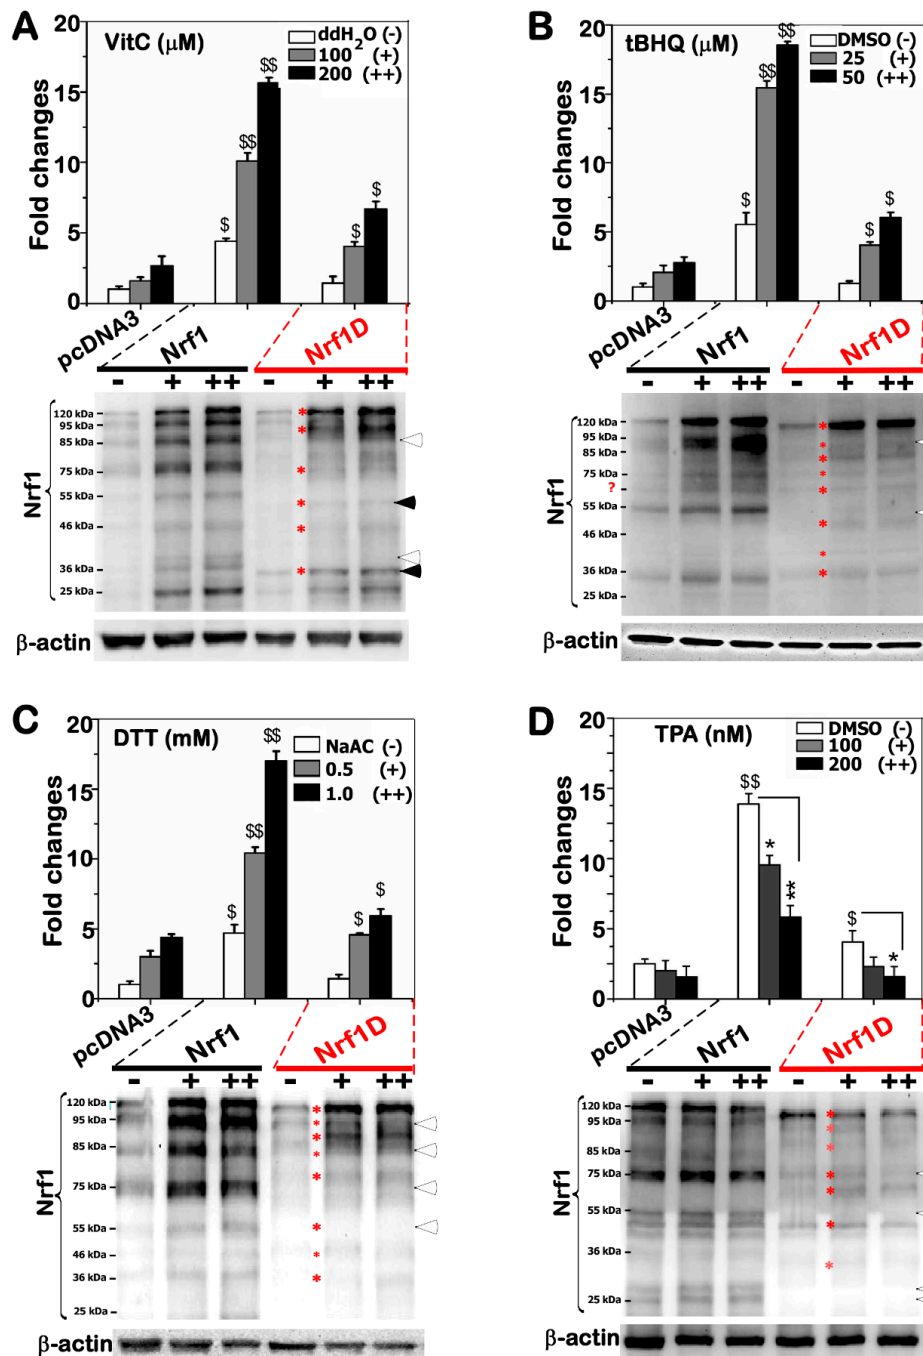 A
VitC (μM)
ddH2O (-)
100 (+)
200 (++)
Fold changes
20
15
10
5
0
$
$$
$$
$
$
pcDNA3
Nrf1
Nrf1D
- + ++ - + ++
Nrf1
120 kDa
95 kDa
85 kDa
75 kDa
55 kDa
46 kDa
36 kDa
25 kDa
*
*
*
*
*
*
β-actin
B
tBHQ (μM)
DMSO (-)
25 (+)
50 (++)
Fold changes
20
15
10
5
0
$
$$
$$
$
$
pcDNA3
Nrf1
Nrf1D
- + ++ - + ++
Nrf1
120 kDa
95 kDa
85 kDa
75 kDa
?
55 kDa
46 kDa
36 kDa
25 kDa
*
*
*
*
*
*
*
*
β-actin
C
DTT (mM)
NaAC (-)
0.5 (+)
1.0 (++)
Fold changes
20
15
10
5
0
$
$$
$$
$
$
pcDNA3
Nrf1
Nrf1D
- + ++ - + ++
Nrf1
120 kDa
95 kDa
85 kDa
75 kDa
55 kDa
46 kDa
36 kDa
25 kDa
*
*
*
*
*
*
*
*
β-actin
D
TPA (nM)
DMSO (-)
100 (+)
200 (++)
Fold changes
20
15
10
5
0
$$
*
**
$
*
pcDNA3
Nrf1
Nrf1D
- + ++ - + ++
Nrf1
120 kDa
95 kDa
75 kDa
55 kDa
46 kDa
36 kDa
25 kDa
*
*
*
*
*
*
*
β-actin